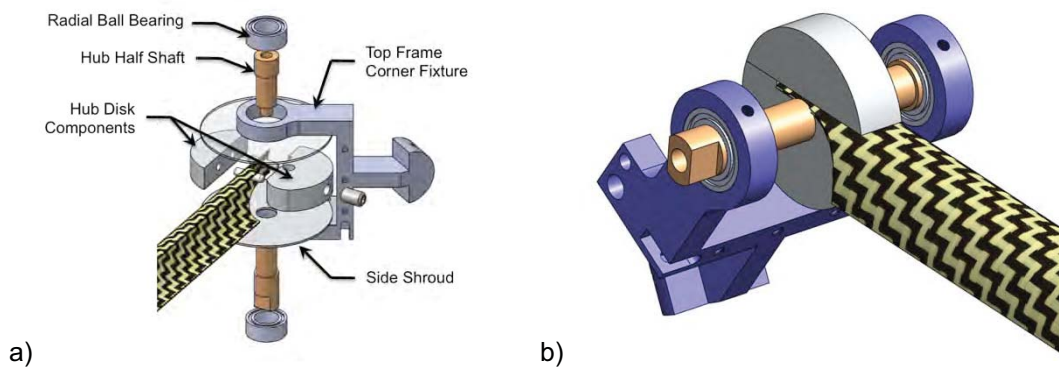 Radial Ball Bearing
Hub Half Shaft
Top Frame
Corner Fixture
Hub Disk
Components
Side Shroud
a)
b)